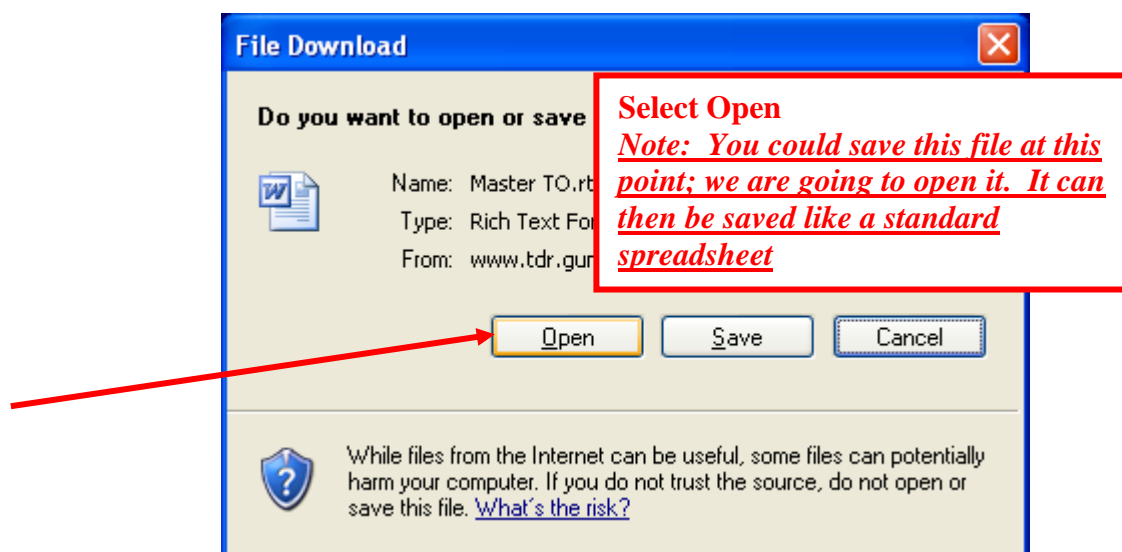 File Download
Do you want to open or save
Select Open
Note: You could save this file at this
point; we are going to open it. It can
then be saved like a standard
spreadsheet
Name: Master TO.rt
Type: Rich Text For
From: www.tdr.gun
Open Save Cancel
While files from the Internet can be useful, some files can potentially
harm your computer. If you do not trust the source, do not open or
save this file. What's the risk?